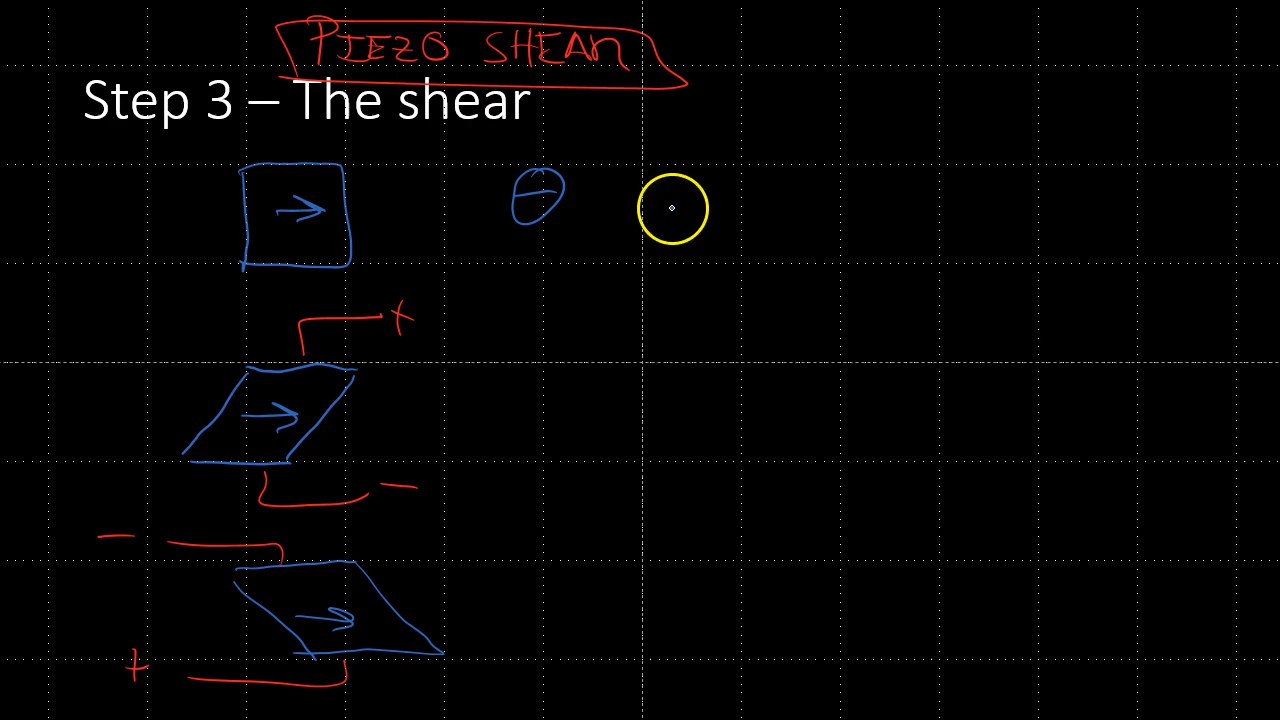 PIEZO SHEAR
Step 3 – The shear
θ
+
−
−
+